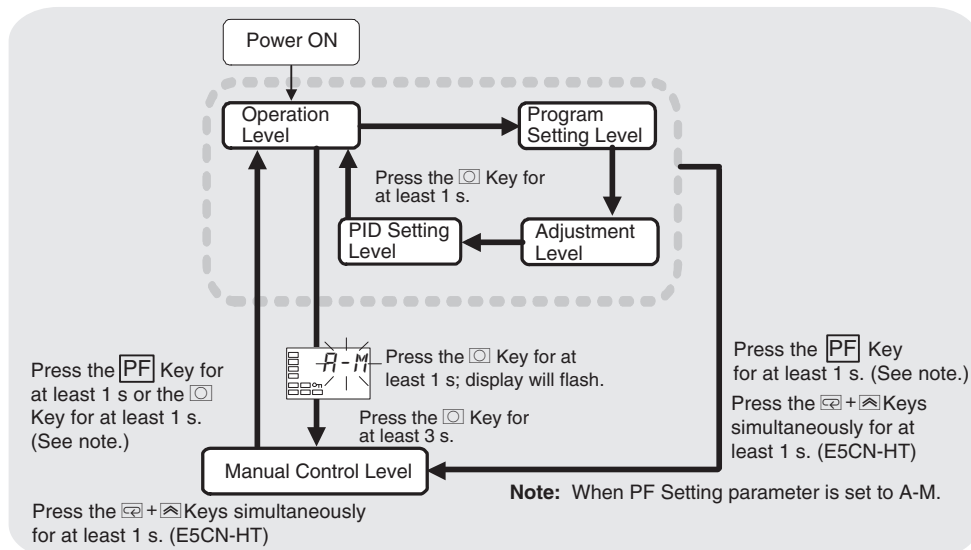 Power ON
Operation
Level
Program
Setting Level
Press the Key for
at least 1 s.
PID Setting
Level
Adjustment
Level
A-M
Press the Key for at
least 1 s; display will flash.
Press the Key for
at least 3 s.
Press the PF Key for
at least 1 s or the
Key for at least 1 s.
(See note.)
Press the PF Key
for at least 1 s. (See note.)
Press the + Keys
simultaneously for at
least 1 s. (E5CN-HT)
Manual Control Level
Note: When PF Setting parameter is set to A-M.
Press the + Keys simultaneously
for at least 1 s. (E5CN-HT)